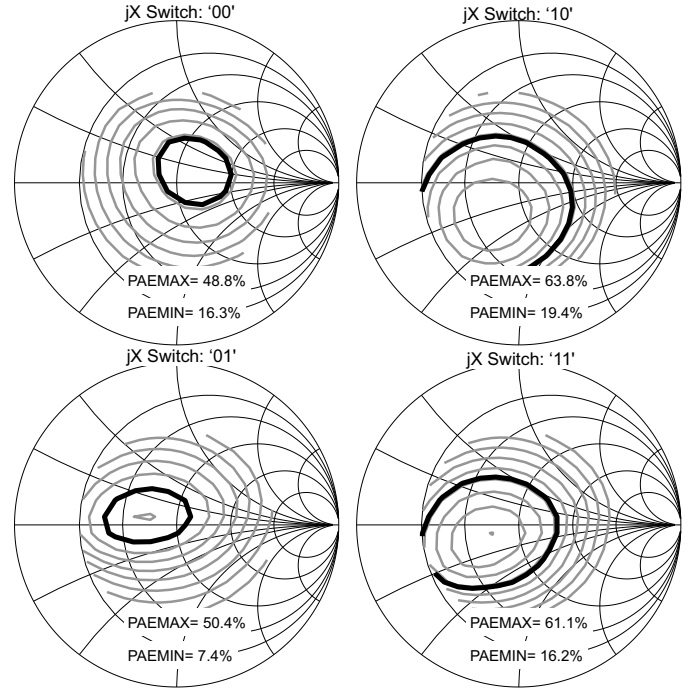 jX Switch: ‘00'
jX Switch: ‘10'
PAEMAX= 48.8%
PAEMIN= 16.3%
PAEMAX= 63.8%
PAEMIN= 19.4%
jX Switch: ‘01'
jX Switch: ‘11'
PAEMAX= 50.4%
PAEMIN= 7.4%
PAEMAX= 61.1%
PAEMIN= 16.2%